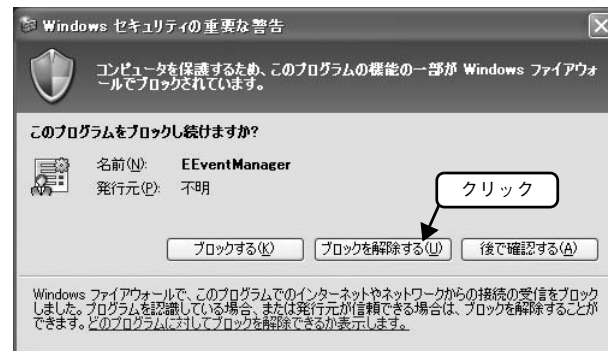 Windows セキュリティの重要な警告
コンピュータを保護するため、このプログラムの機能の一部が Windows ファイアウォ
ールでブロックされています。
このプログラムをブロックし続けますか?
名前(N): EEventManager
発行元(P): 不明
クリック
ブロックする(K) ブロックを解除する(U) 後で確認する(A)
Windows ファイアウォールで、このプログラムでのインターネットやネットワークからの接続の受信をブロック
しました。プログラムを認識している場合、または発行元が信頼できる場合は、ブロックを解除することが
できます。どのプログラムに対してブロックを解除できるか表示します。